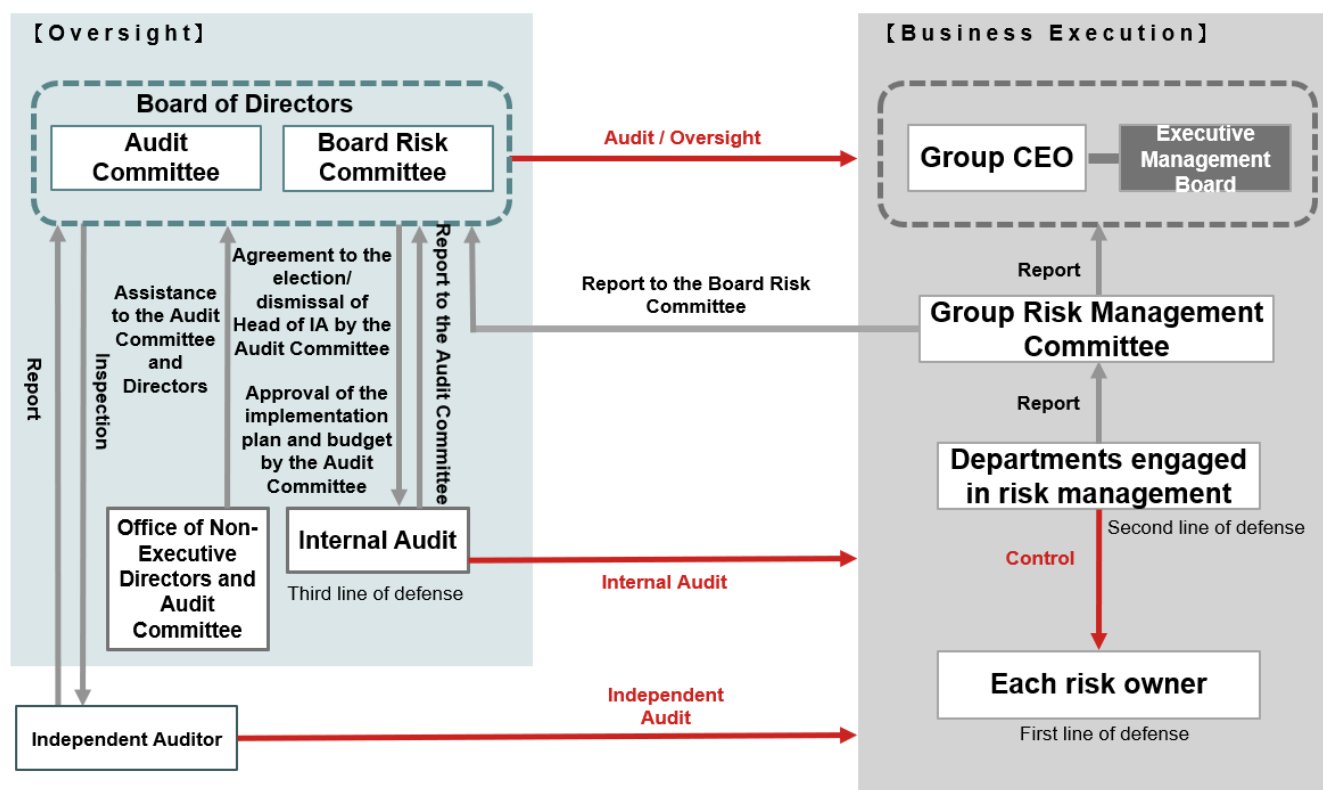 【Oversight】
Board of Directors
Audit
Committee
Board Risk
Committee
Report
Inspection
Assistance
to the Audit
Committee
and
Directors
Agreement to the
election/
dismissal of
Head of IA by the
Audit Committee
Approval of the
implementation
plan and budget
by the Audit
Committee
Report to the Audit Committee
Office of Non-
Executive
Directors and
Audit
Committee
Internal Audit
Third line of defense
Independent Auditor
Audit / Oversight
Report to the Board Risk
Committee
Internal Audit
Independent
Audit
【Business Execution】
Group CEO
Executive
Management
Board
Report
Group Risk Management
Committee
Report
Departments engaged
in risk management
Second line of defense
Control
Each risk owner
First line of defense